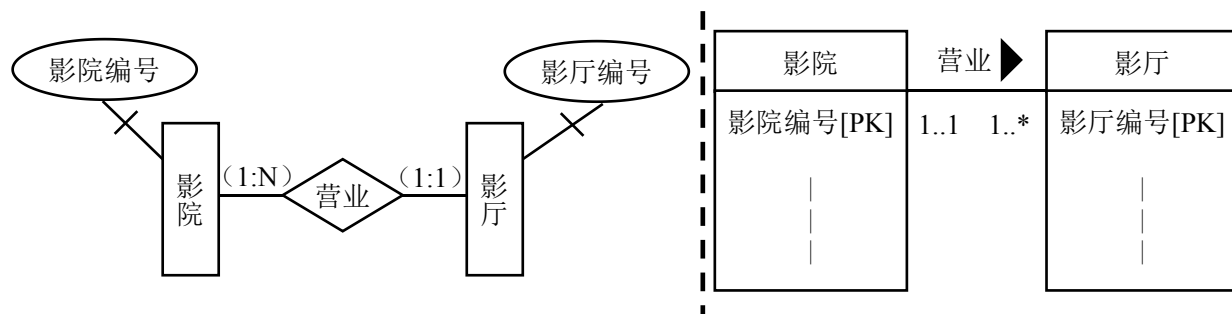 影院编号
影厅编号
影院
（1:N）
营业
（1:1）
影厅
影院
营业
影厅
影院编号[PK]
1..1
1..*
影厅编号[PK]